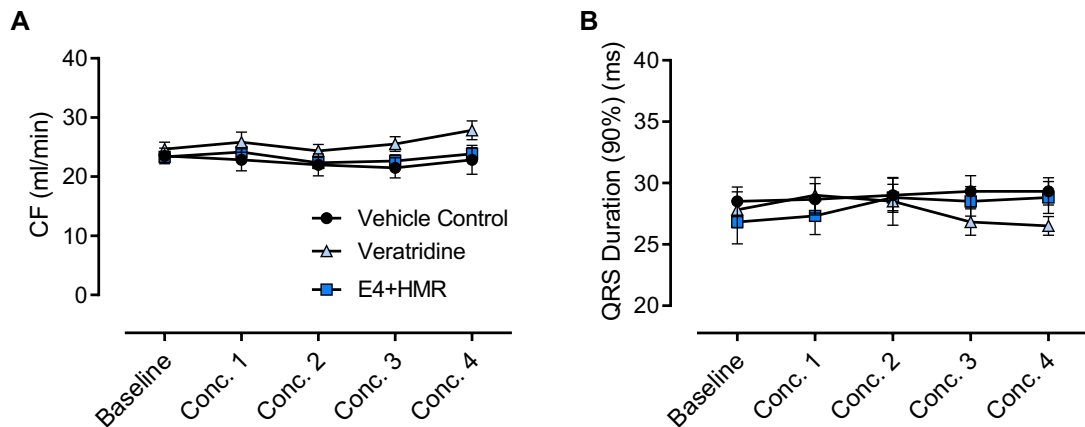 A
CF (ml/min)
40
30
20
10
0
Vehicle Control
Veratridine
E4+HMR
Baseline
Conc. 1
Conc. 2
Conc. 3
Conc. 4
B
QRS Duration (90%) (ms)
40
35
30
25
20
Baseline
Conc. 1
Conc. 2
Conc. 3
Conc. 4